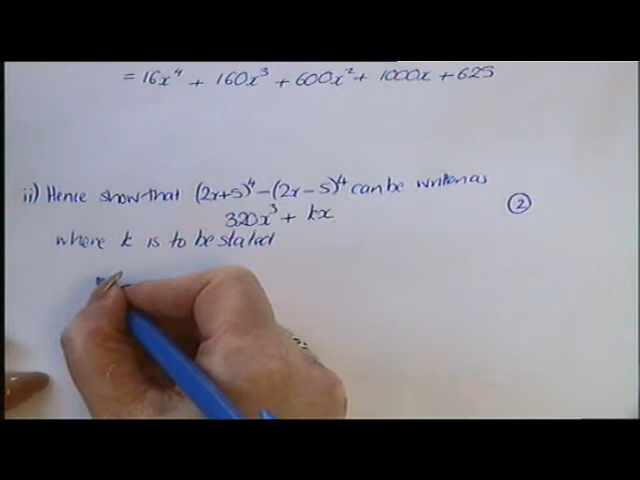 = 16x⁴ + 160x³ + 600x² + 1000x + 625
ii) Hence show that (2x+5)⁴ - (2x-5)⁴ can be written as
320x³ + kx
②
where k is to be stated